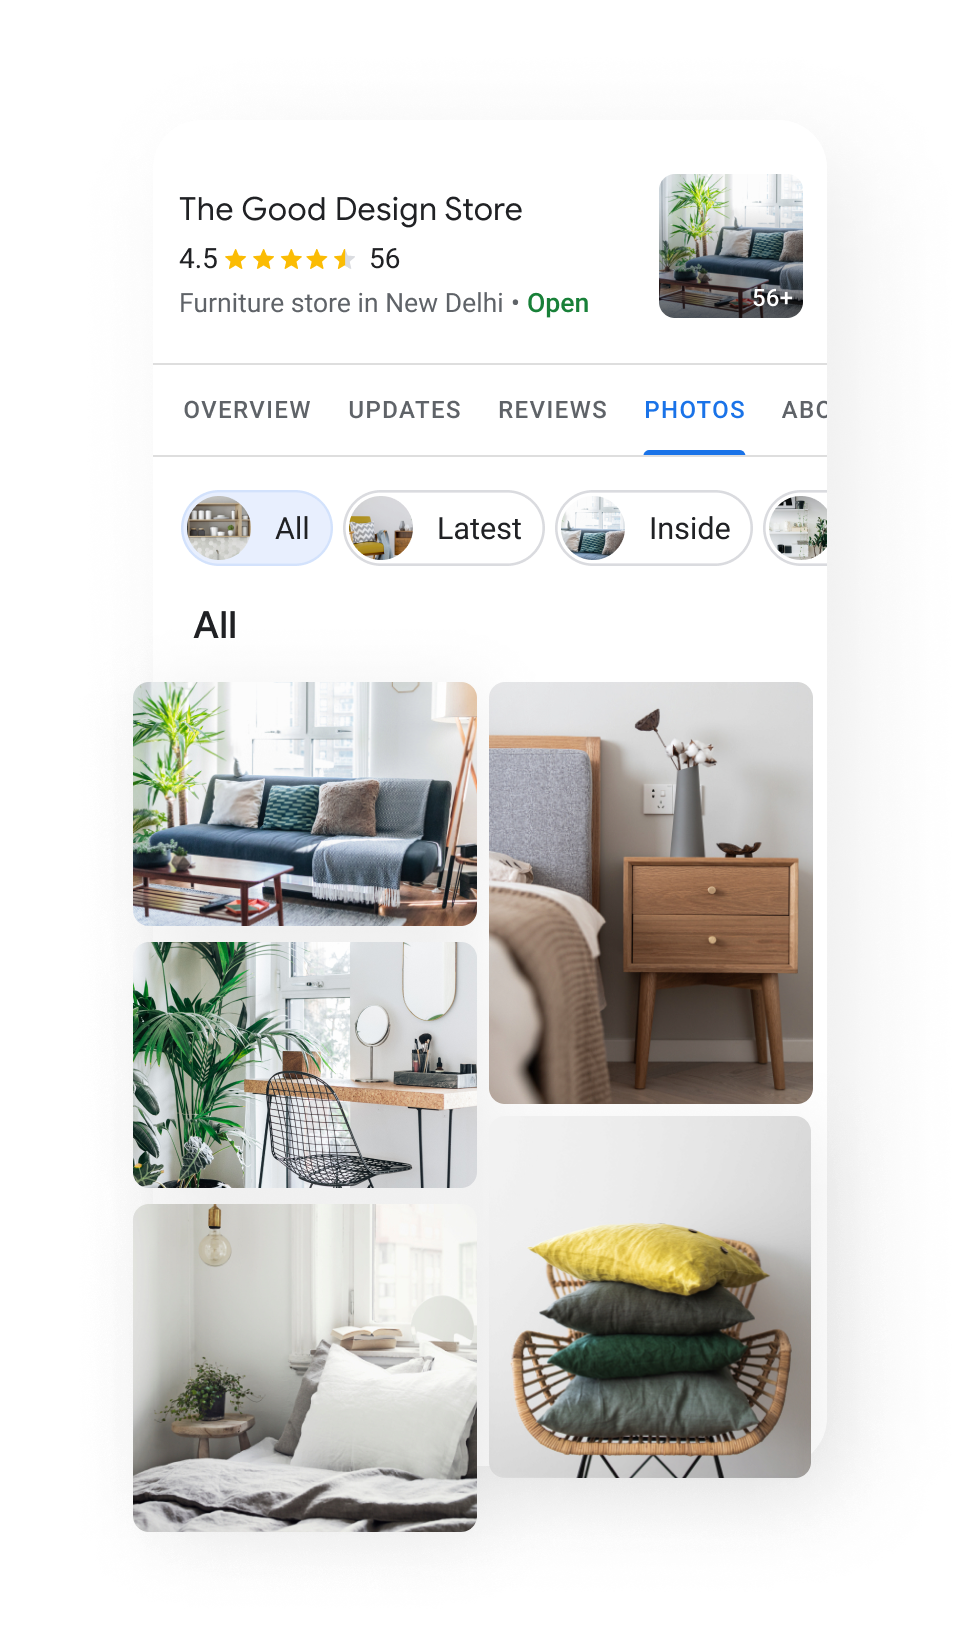 The Good Design Store
4.5 56
Furniture store in New Delhi • Open
56+
OVERVIEW UPDATES REVIEWS PHOTOS ABO
All Latest Inside
All